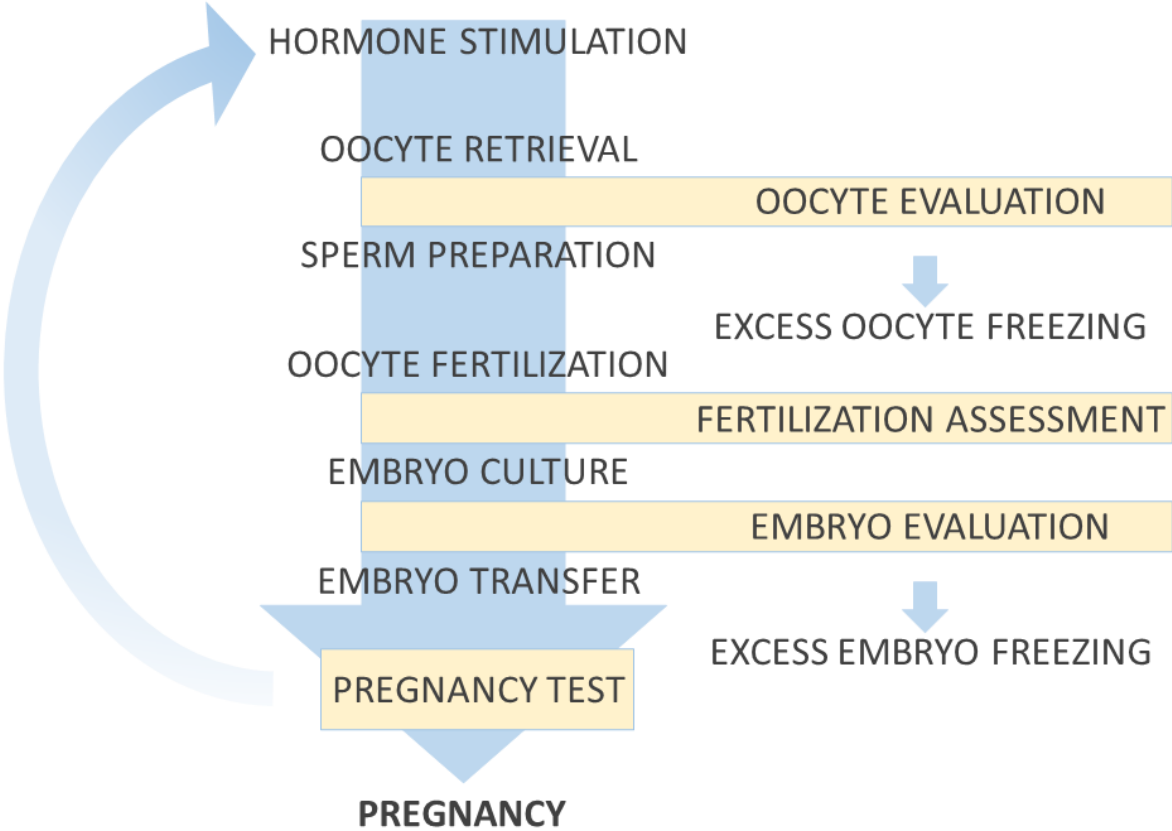 HORMONE STIMULATION
OOCYTE RETRIEVAL
OOCYTE EVALUATION
SPERM PREPARATION
EXCESS OOCYTE FREEZING
OOCYTE FERTILIZATION
FERTILIZATION ASSESSMENT
EMBRYO CULTURE
EMBRYO EVALUATION
EMBRYO TRANSFER
EXCESS EMBRYO FREEZING
PREGNANCY TEST
PREGNANCY